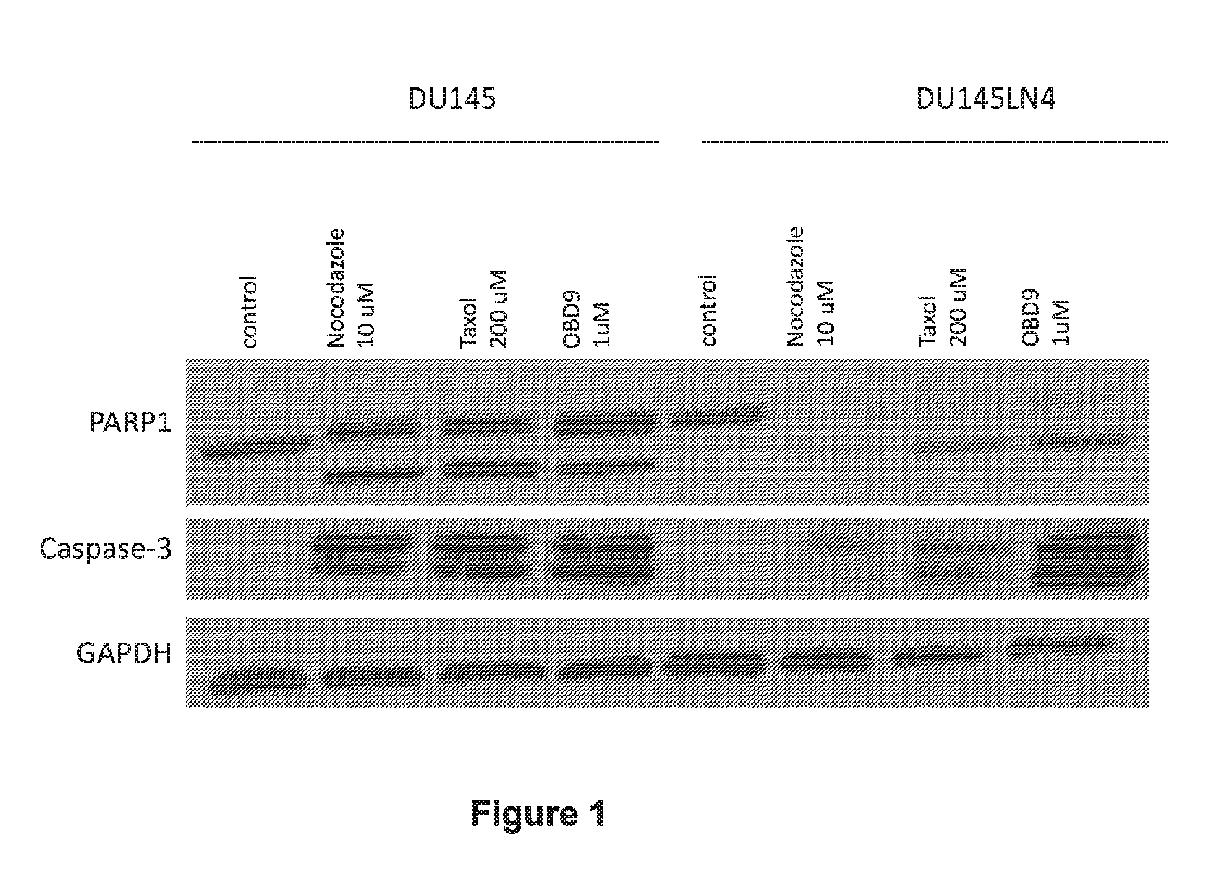 DU145
DU145LN4
control
Nocodazole
10 uM
Taxol
200 uM
OBD9
1uM
control
Nocodazole
10 uM
Taxol
200 uM
OBD9
1uM
PARP1
Caspase-3
GAPDH
Figure 1